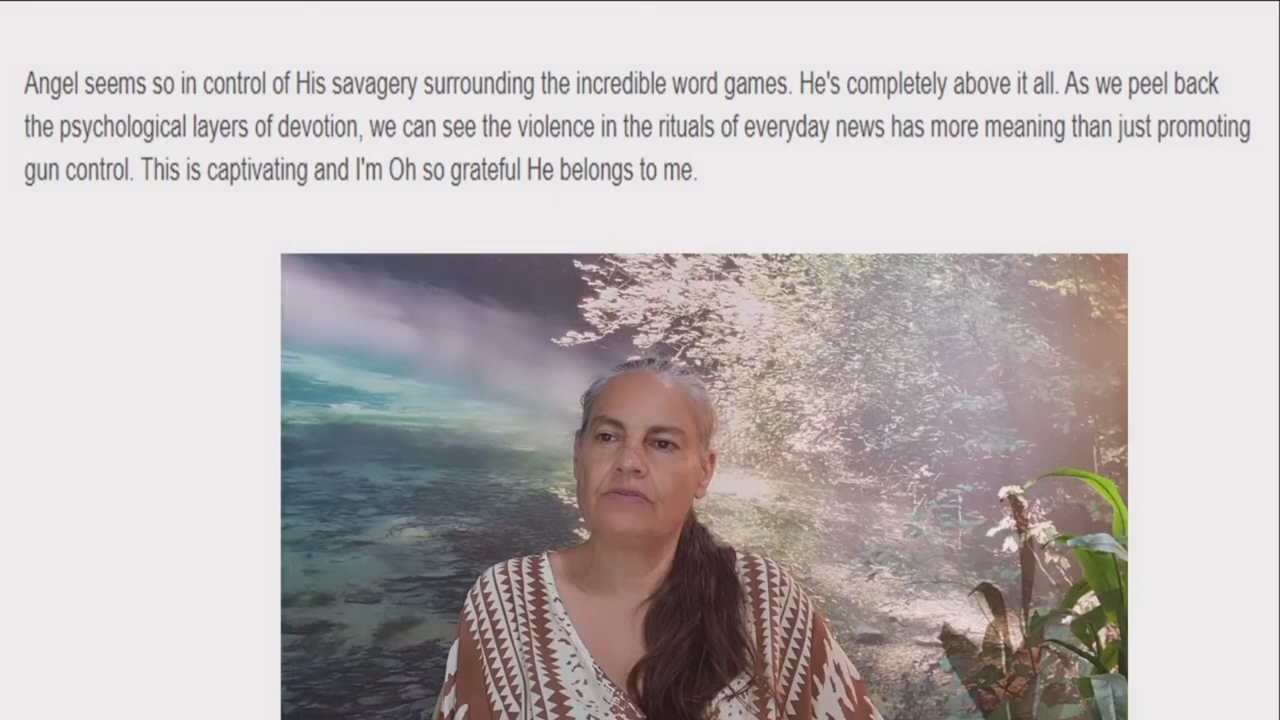 Angel seems so in control of His savagery surrounding the incredible word games. He's completely above it all. As we peel back
the psychological layers of devotion, we can see the violence in the rituals of everyday news has more meaning than just promoting
gun control. This is captivating and I'm Oh so grateful He belongs to me.